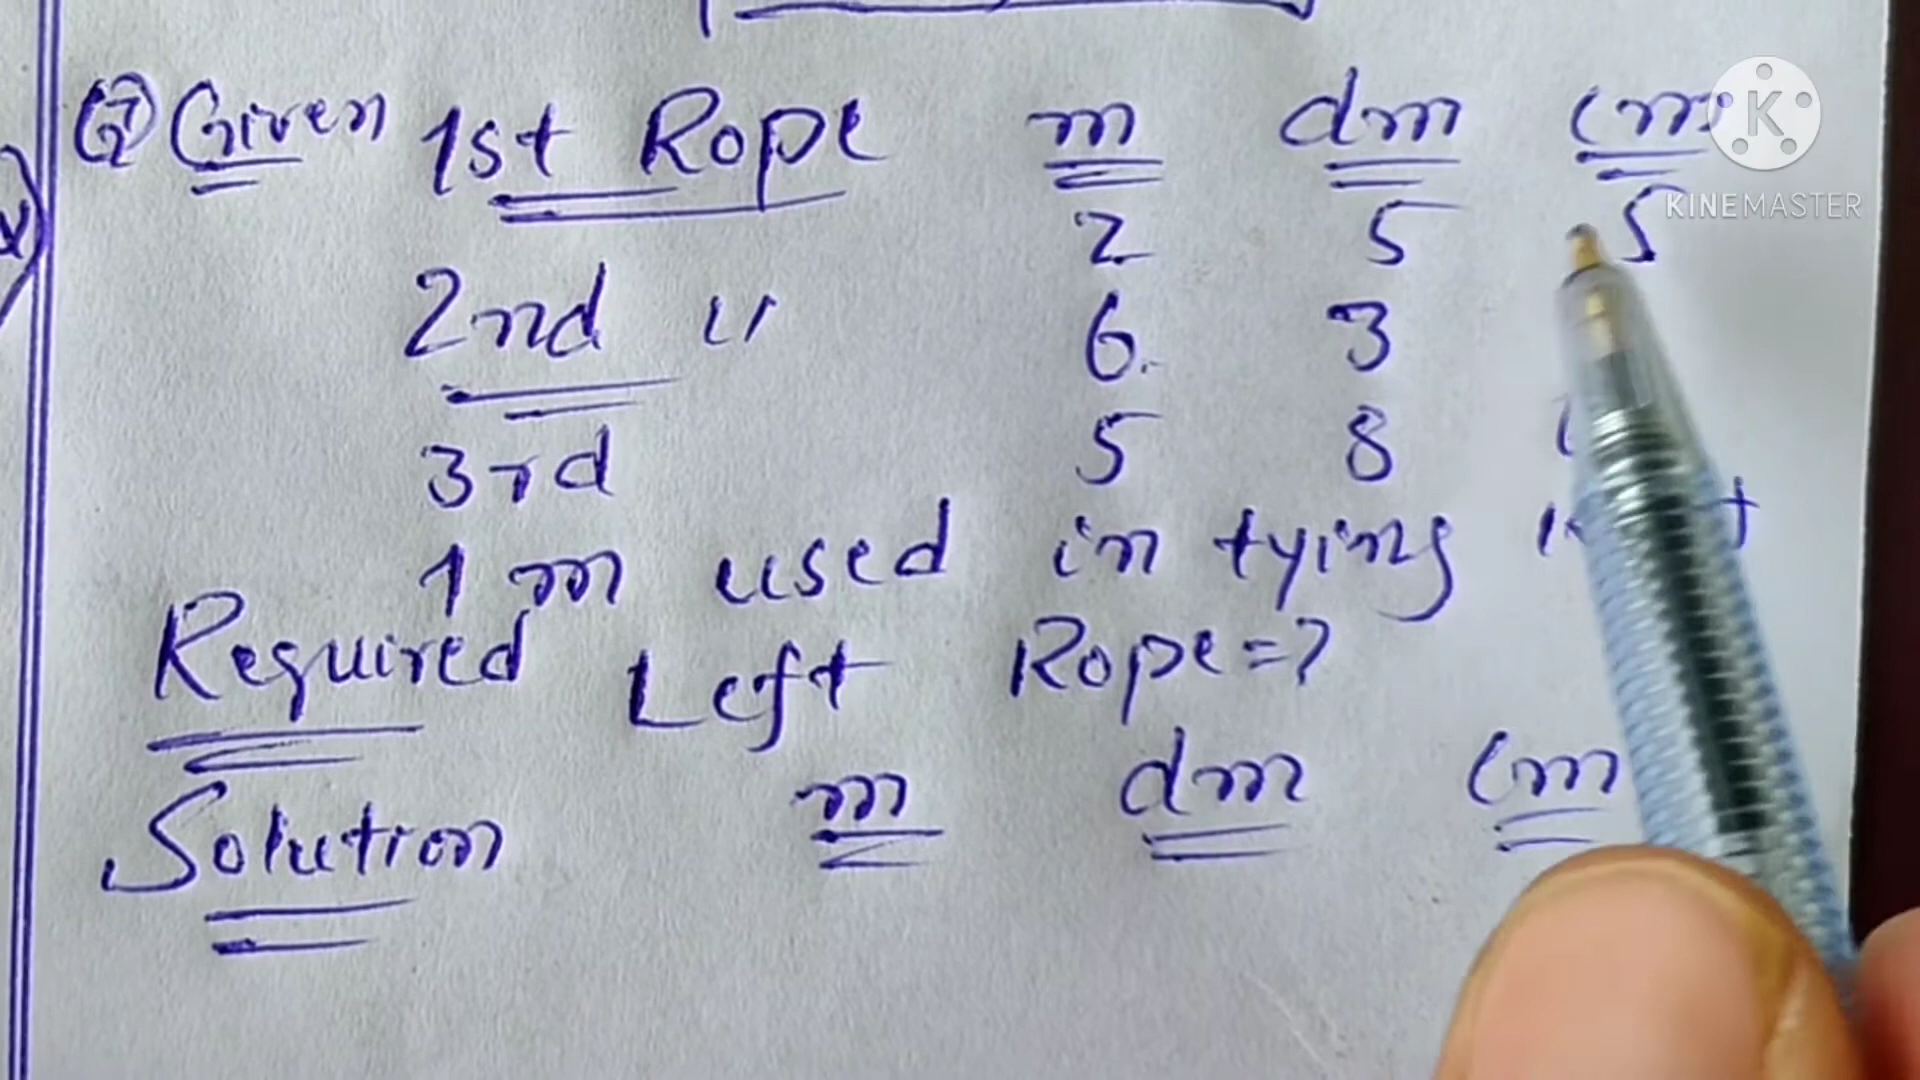 Q7 Given 1st Rope m dm cm
2 5 5
2nd " 6 3
3rd 5 8
1 m used in tying
Required Left Rope=?
Solution m dm cm
KINEMASTER